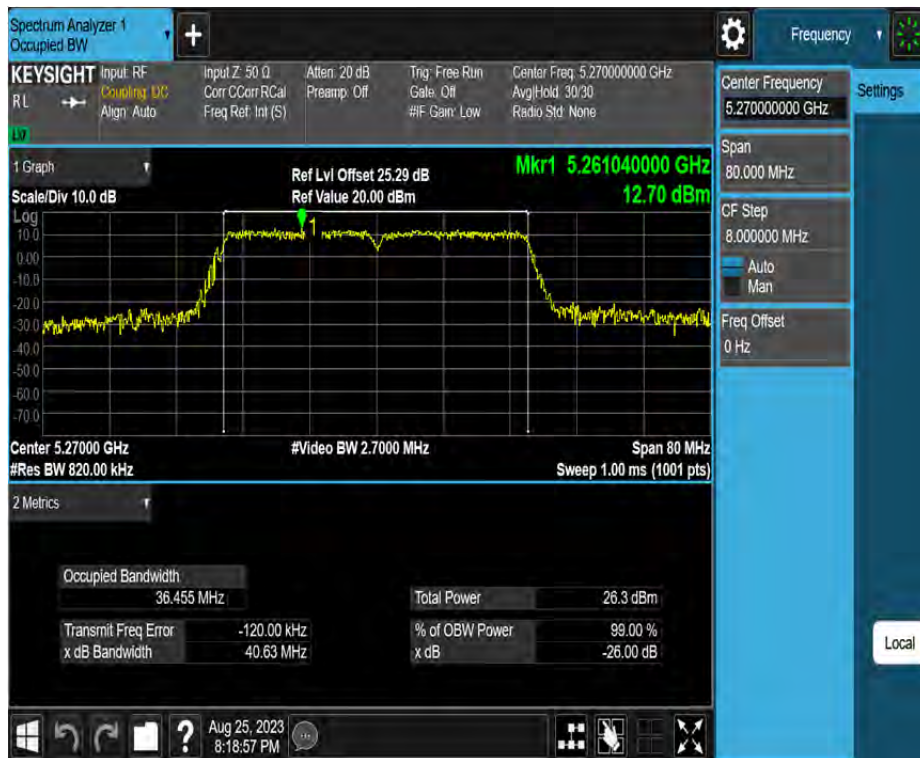 Spectrum Analyzer 1
Occupied BW
+
Frequency
KEYSIGHT
RL
Input: RF
Coupling: DC
Align: Auto
Input Z: 50 Ω
Corr CCorr RCal
Freq Ref: Int (S)
Atten: 20 dB
Preamp: Off
Trig: Free Run
Gate: Off
#IF Gain: Low
Center Freq: 5.270000000 GHz
Avg|Hold: 30/30
Radio Std: None
Center Frequency
5.270000000 GHz
Settings
Span
80.000 MHz
CF Step
8.000000 MHz
Auto
Man
Freq Offset
0 Hz
Local
1 Graph
Scale/Div 10.0 dB
Ref Lvl Offset 25.29 dB
Ref Value 20.00 dBm
Mkr1 5.261040000 GHz
12.70 dBm
Log
10.0
0.00
-10.0
-20.0
-30.0
-40.0
-50.0
-60.0
-70.0
1
Center 5.27000 GHz
#Video BW 2.7000 MHz
Span 80 MHz
#Res BW 820.00 kHz
Sweep 1.00 ms (1001 pts)
2 Metrics
Occupied Bandwidth
36.455 MHz
Total Power 26.3 dBm
Transmit Freq Error -120.00 kHz
% of OBW Power 99.00 %
x dB Bandwidth 40.63 MHz
x dB -26.00 dB
?
Aug 25, 2023
8:18:57 PM